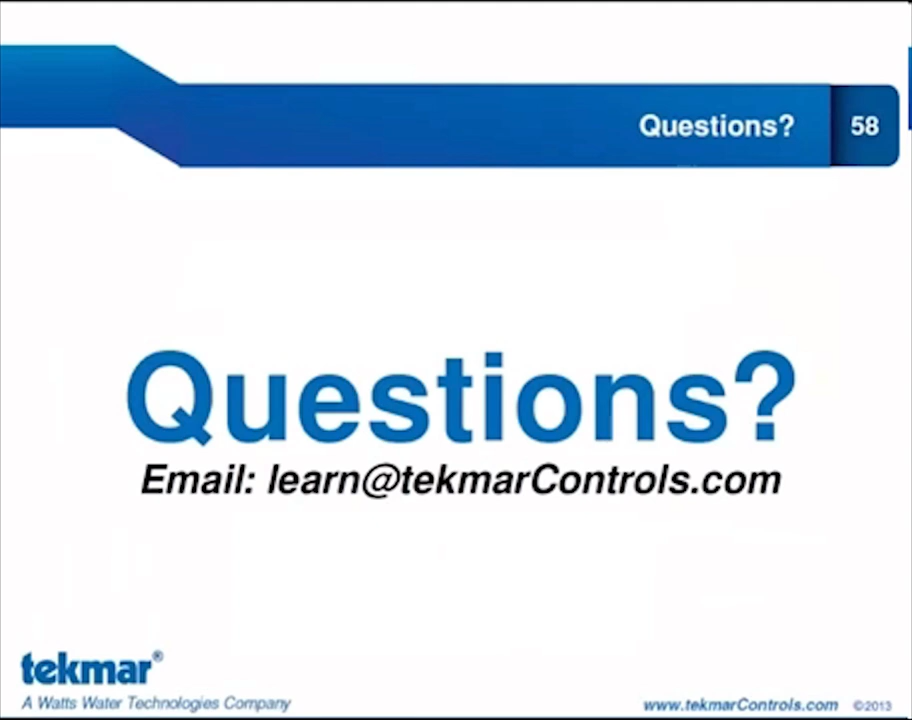 Questions? 58
Questions?
Email: learn@tekmarControls.com
tekmar®
A Watts Water Technologies Company
www.tekmarControls.com ©2013